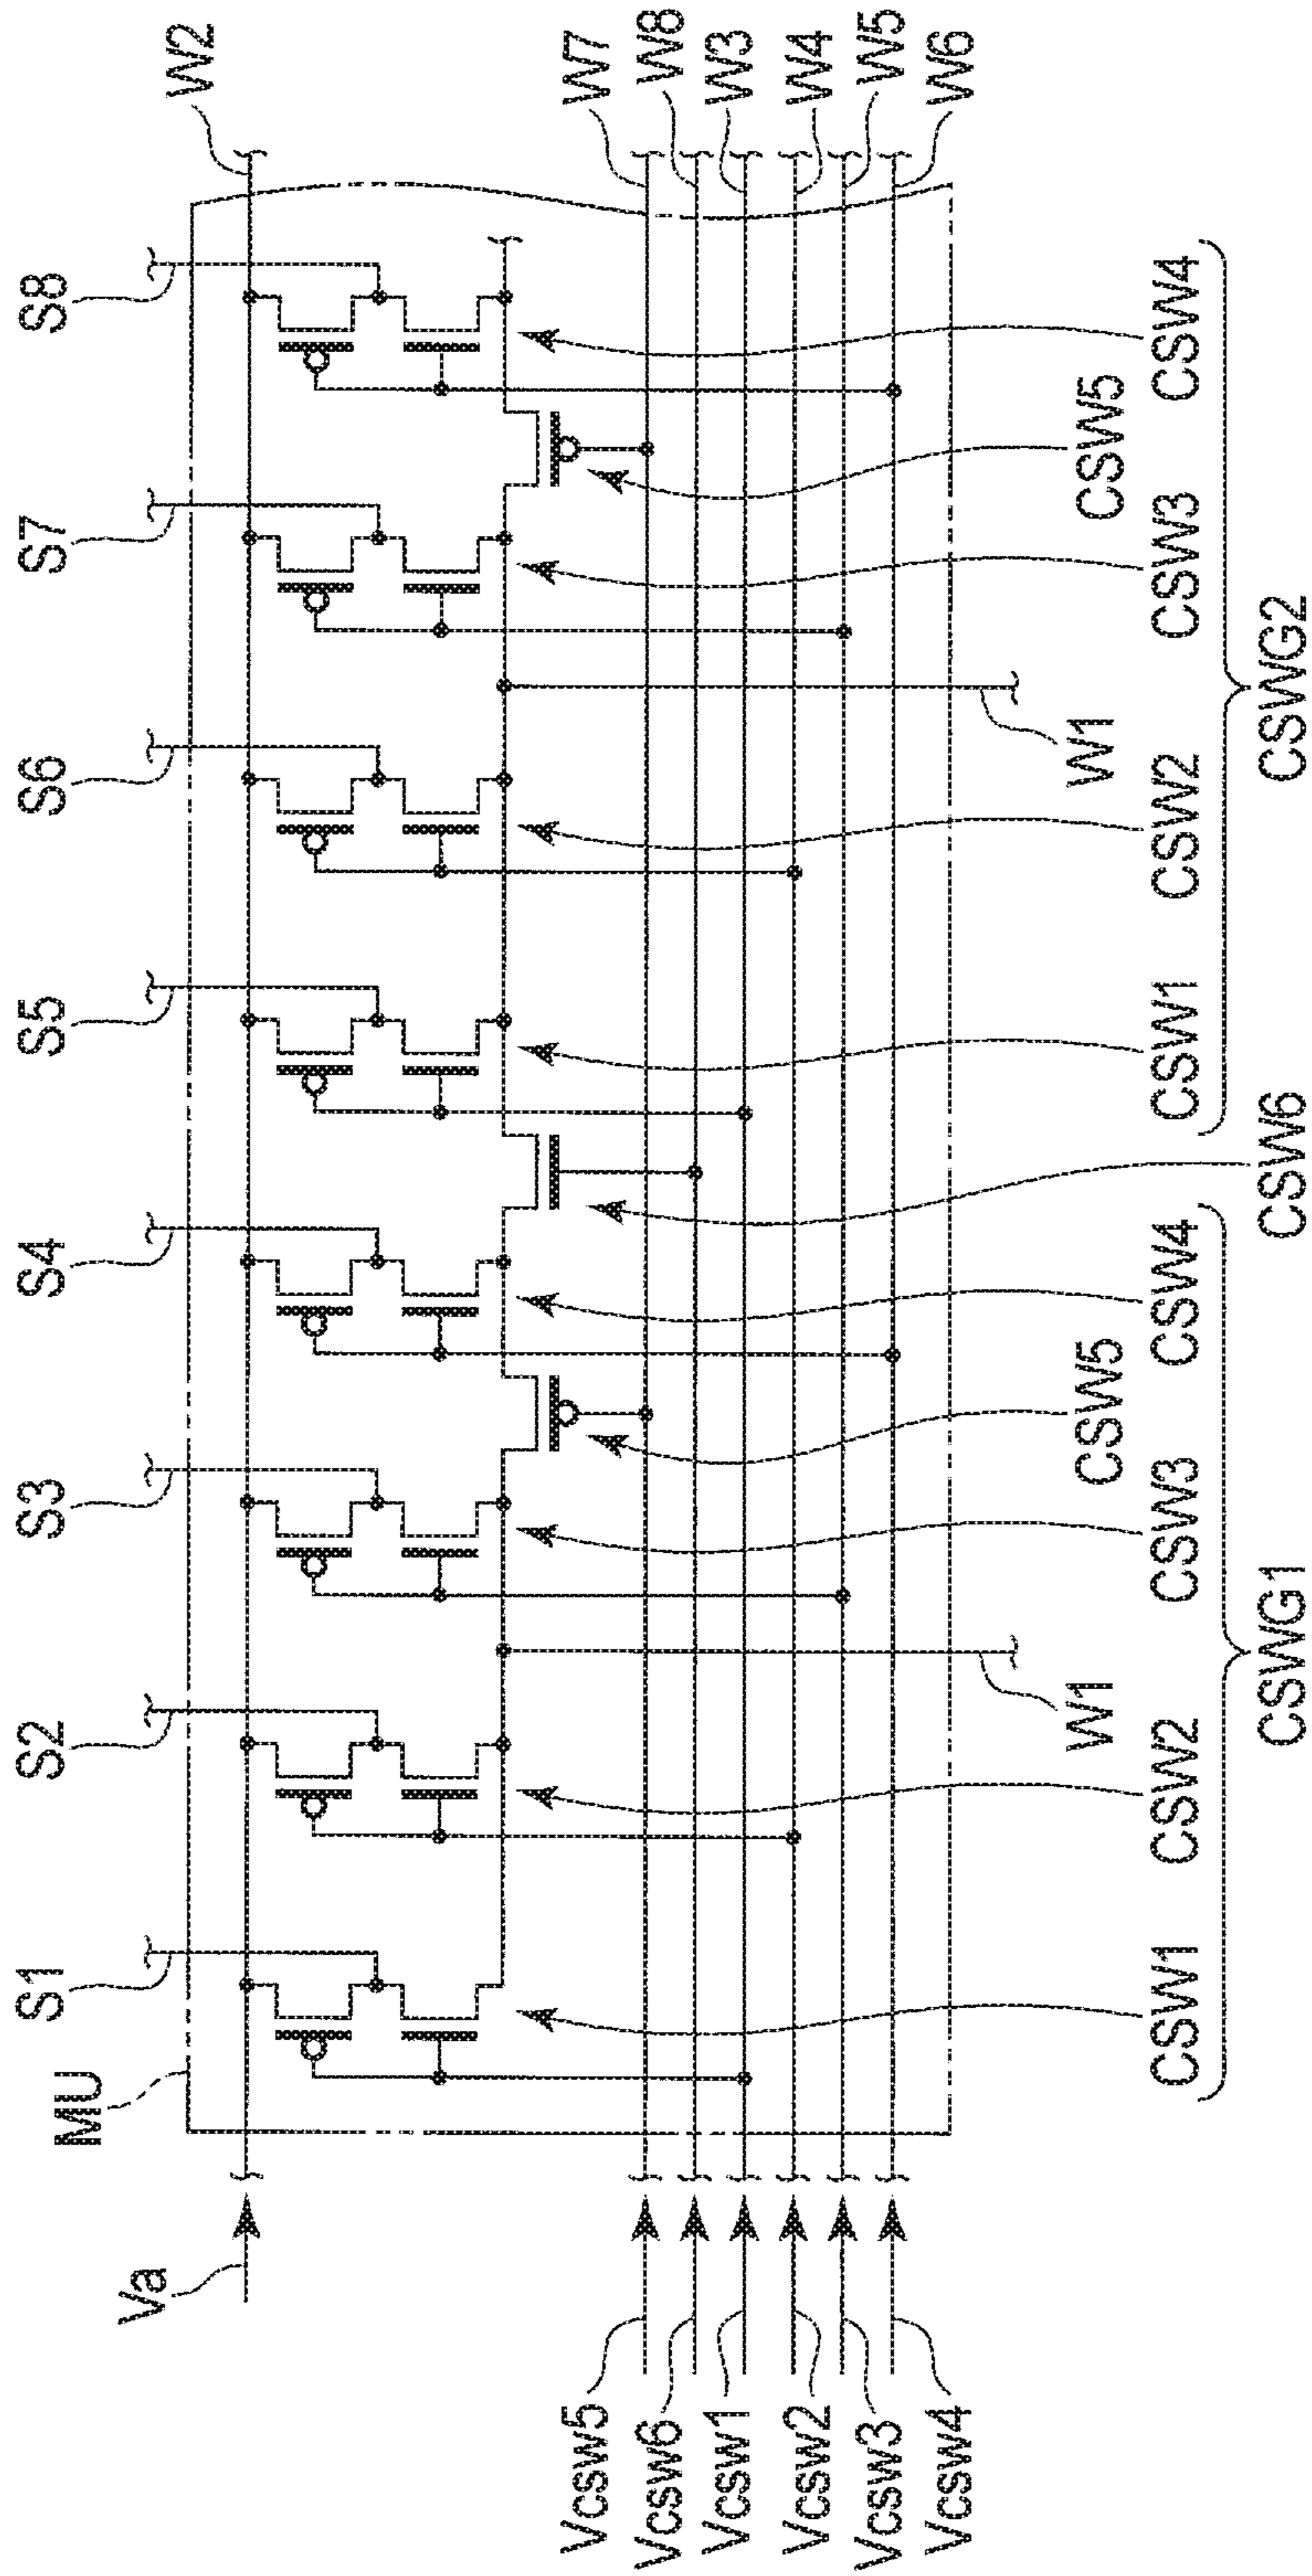 S1 S2 S3 S4 S5 S6 S7 S8
MU
W2
Va
W7
W8
W3
W4
W5
W6
Vcsw5
Vcsw6
Vcsw1
Vcsw2
Vcsw3
Vcsw4
W1 W1
CSW5 CSW5
CSW1 CSW2 CSW3 CSW4 CSW1 CSW2 CSW3 CSW4
CSWG1 CSW6 CSWG2